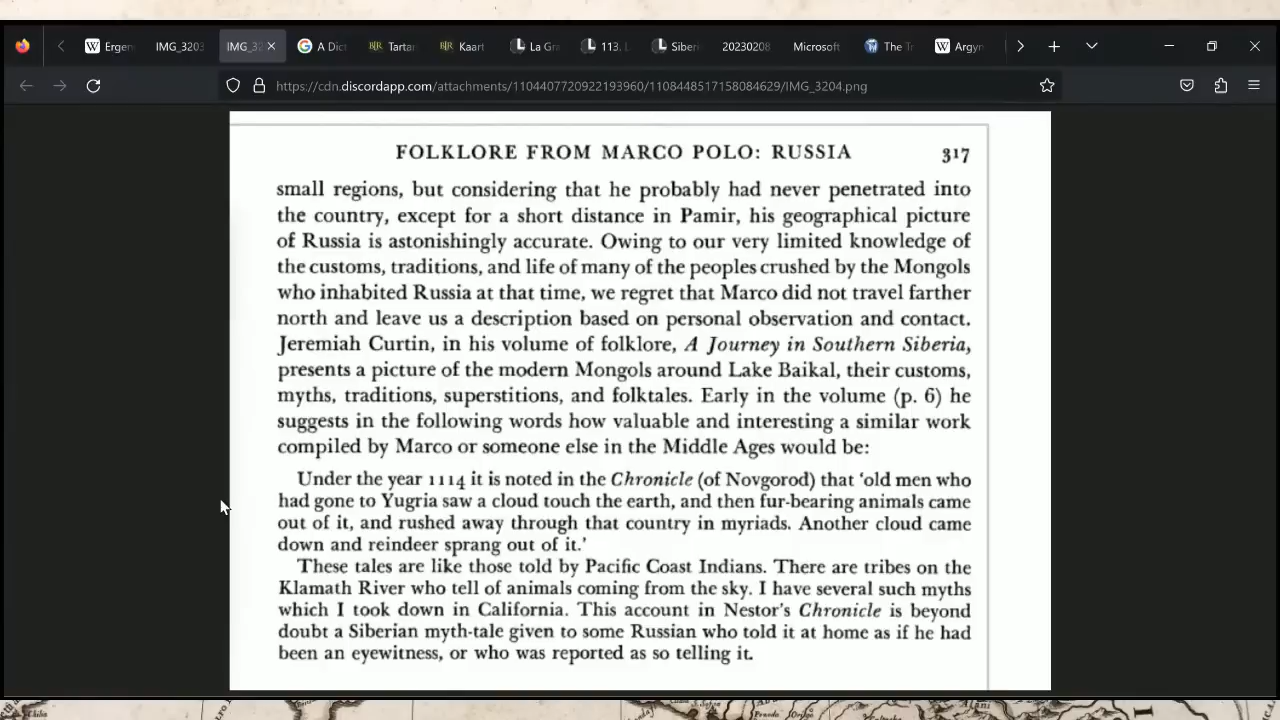 Ergen
IMG_3203
IMG_32
A Dict
Tartar
Kaart
La Gra
113. L
Siberi
20230208
Microsoft
The Tr
Argyn
https://cdn.discordapp.com/attachments/1104407720922193960/1108448517158084629/IMG_3204.png
FOLKLORE FROM MARCO POLO: RUSSIA 317
small regions, but considering that he probably had never penetrated into
the country, except for a short distance in Pamir, his geographical picture
of Russia is astonishingly accurate. Owing to our very limited knowledge of
the customs, traditions, and life of many of the peoples crushed by the Mongols
who inhabited Russia at that time, we regret that Marco did not travel farther
north and leave us a description based on personal observation and contact.
Jeremiah Curtin, in his volume of folklore, A Journey in Southern Siberia,
presents a picture of the modern Mongols around Lake Baikal, their customs,
myths, traditions, superstitions, and folktales. Early in the volume (p. 6) he
suggests in the following words how valuable and interesting a similar work
compiled by Marco or someone else in the Middle Ages would be:
Under the year 1114 it is noted in the Chronicle (of Novgorod) that ‘old men who
had gone to Yugria saw a cloud touch the earth, and then fur-bearing animals came
out of it, and rushed away through that country in myriads. Another cloud came
down and reindeer sprang out of it.’
These tales are like those told by Pacific Coast Indians. There are tribes on the
Klamath River who tell of animals coming from the sky. I have several such myths
which I took down in California. This account in Nestor's Chronicle is beyond
doubt a Siberian myth-tale given to some Russian who told it at home as if he had
been an eyewitness, or who was reported as so telling it.